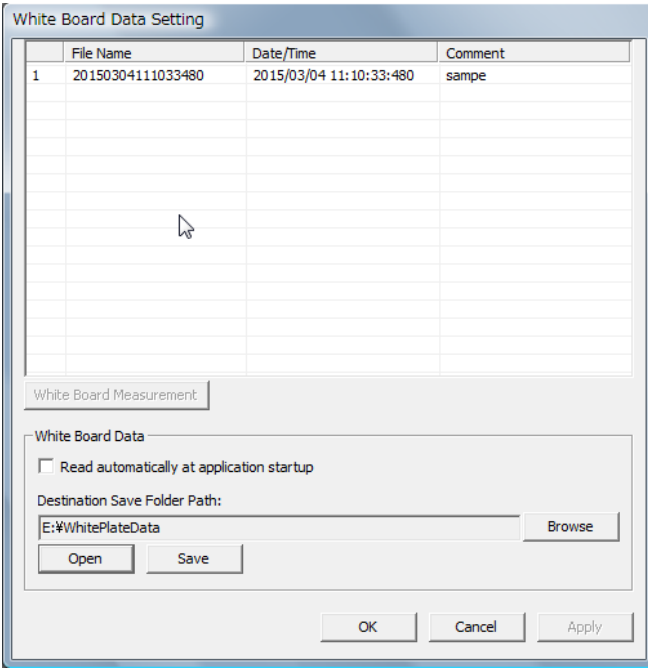 White Board Data Setting
File Name Date/Time Comment
1 20150304111033480 2015/03/04 11:10:33:480 sampe
White Board Measurement
White Board Data
Read automatically at application startup
Destination Save Folder Path:
E:¥WhitePlateData Browse
Open Save
OK Cancel Apply